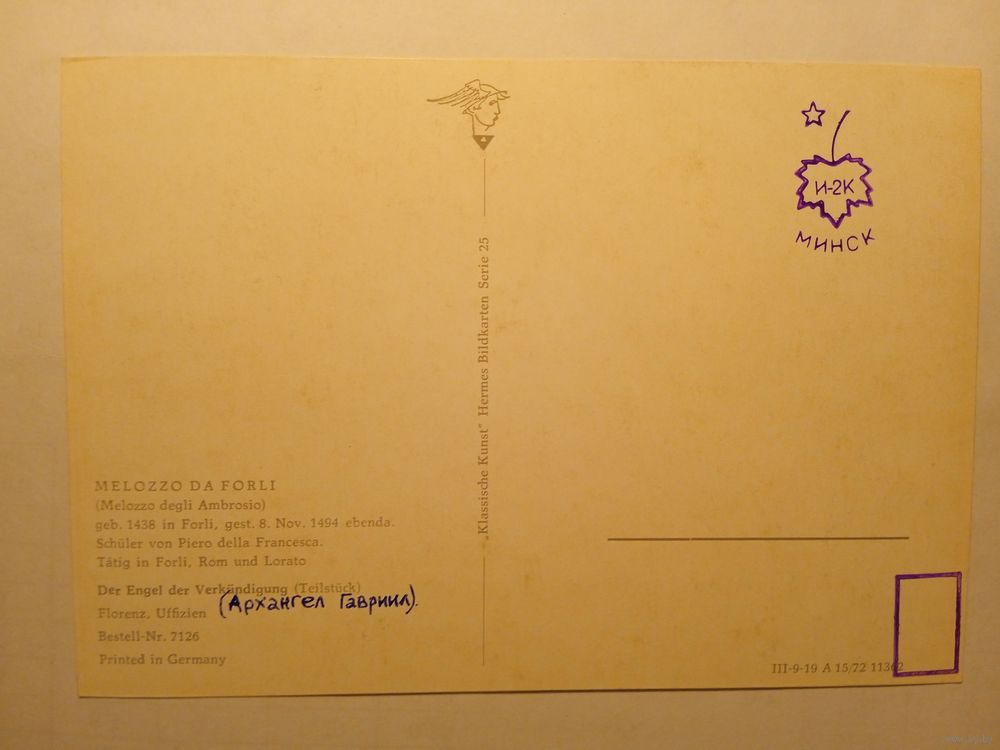 И-2К
МИНСК
„Klassische Kunst" Hermes Bildkarten Serie 25
MELOZZO DA FORLI
(Melozzo degli Ambrosio)
geb. 1438 in Forli, gest. 8. Nov. 1494 ebenda.
Schüler von Piero della Francesca.
Tätig in Forli, Rom und Lorato
Der Engel der Verkündigung (Teilstück)
(Архангел Гавриил).
Florenz, Uffizien
Bestell-Nr. 7126
Printed in Germany
III-9-19 A 15/72 11362